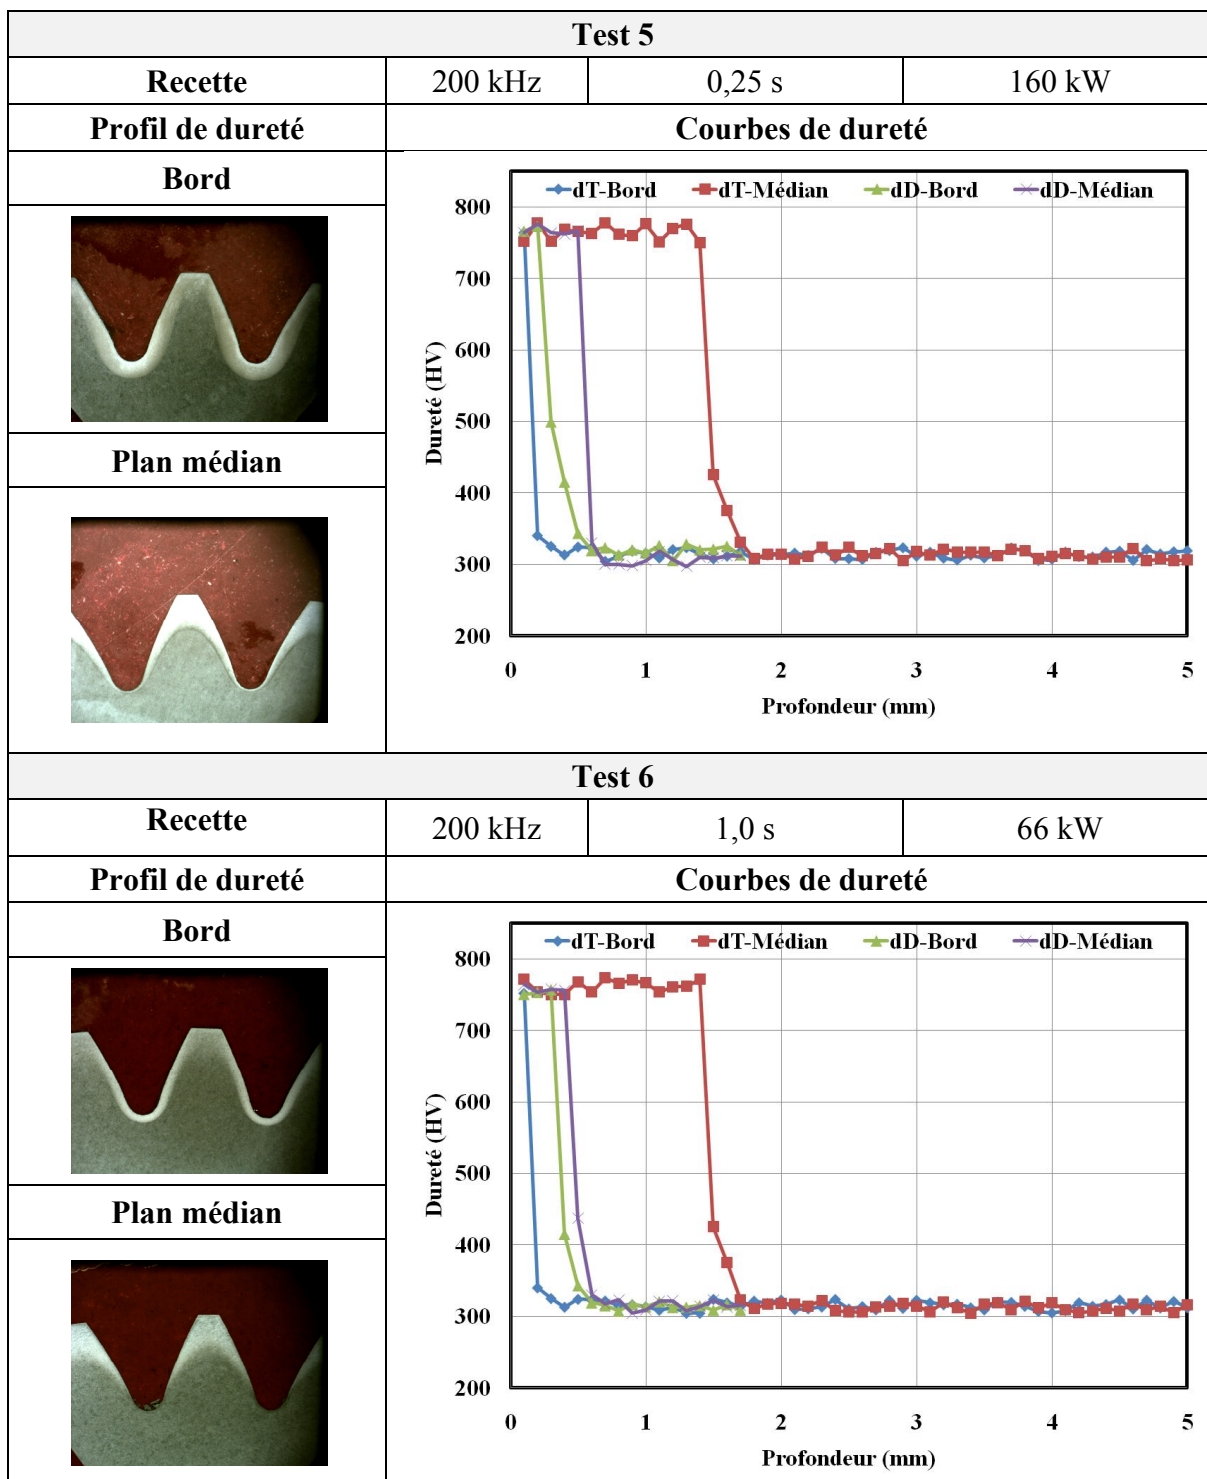 Test 5
Recette 200 kHz 0,25 s 160 kW
Profil de dureté Courbes de dureté
Bord
Plan médian
dT-Bord dT-Médian dD-Bord dD-Médian
800
700
600
500
400
300
200
Dureté (HV)
0 1 2 3 4 5
Profondeur (mm)
Test 6
Recette 200 kHz 1,0 s 66 kW
Profil de dureté Courbes de dureté
Bord
Plan médian
dT-Bord dT-Médian dD-Bord dD-Médian
800
700
600
500
400
300
200
Dureté (HV)
0 1 2 3 4 5
Profondeur (mm)